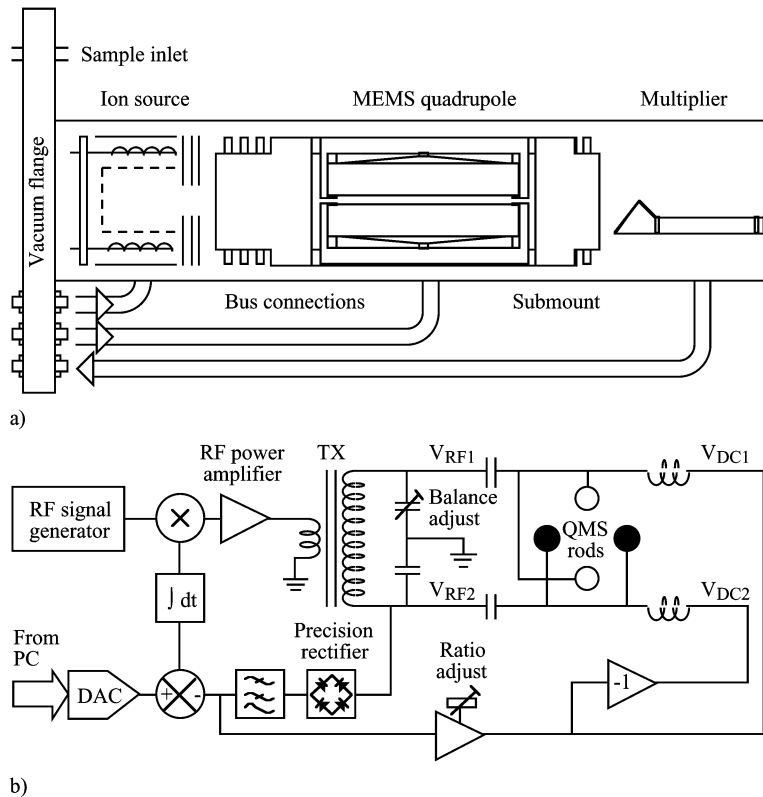 Sample inlet
Ion source
MEMS quadrupole
Multiplier
Vacuum flange
Bus connections
Submount
a)
RF power
amplifier
TX
V_RF1
V_DC1
RF signal
generator
×
Balance
adjust
QMS
rods
∫ dt
V_RF2
V_DC2
From
PC
Precision
rectifier
Ratio
adjust
DAC
+
-
-1
b)